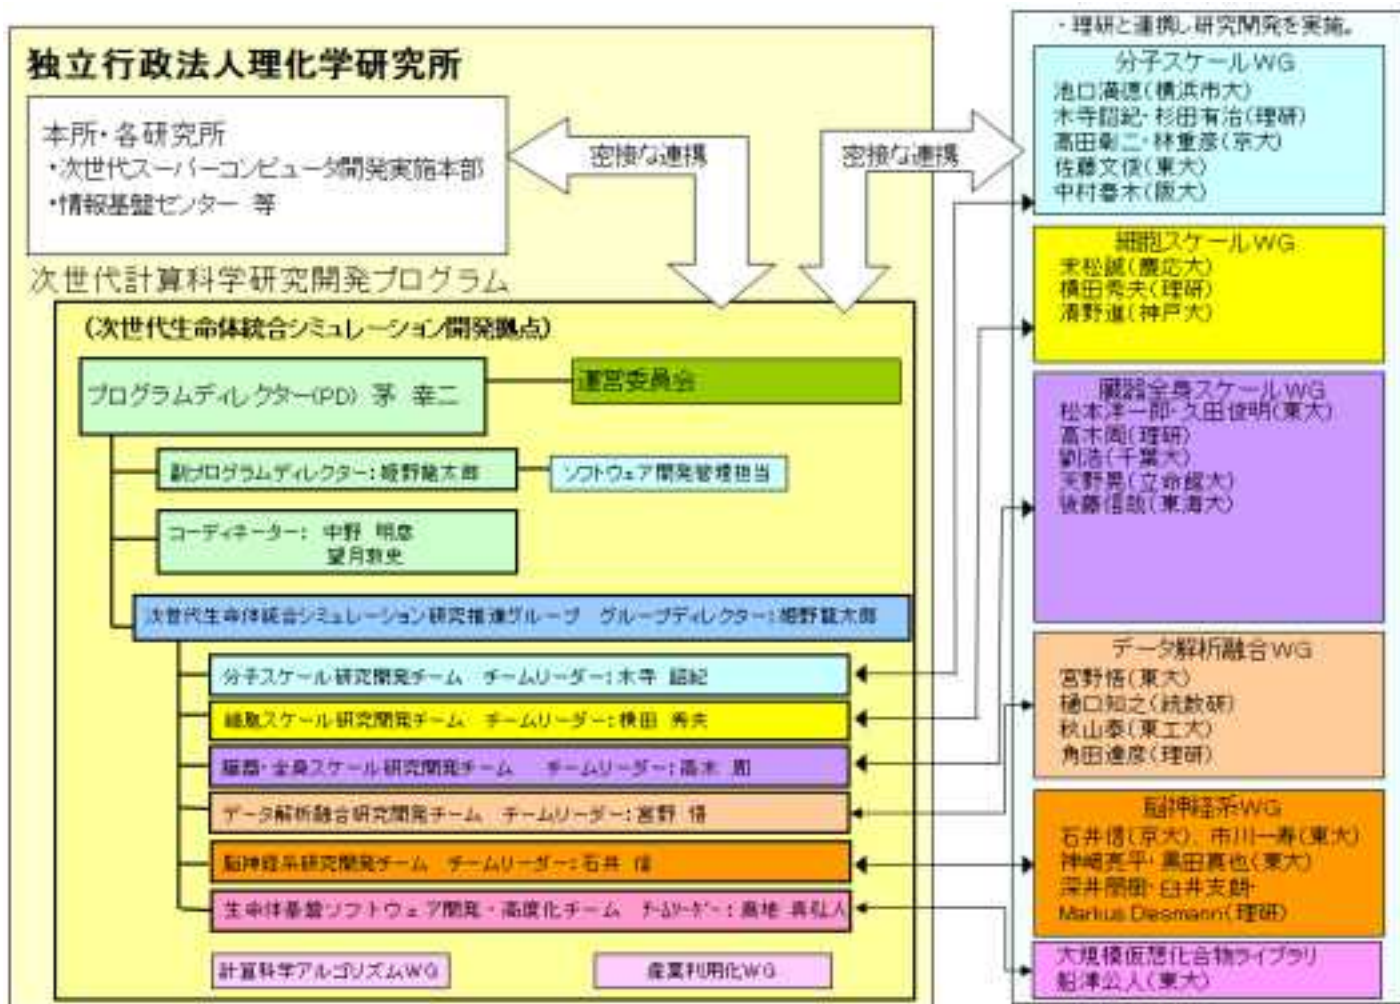 独立行政法人理化学研究所
本所・各研究所
・次世代スーパーコンピュータ開発実施本部
・情報基盤センター 等
密接な連携
密接な連携
次世代計算科学研究開発プログラム
(次世代生命体統合シミュレーション開発拠点)
プログラムディレクター(PD) 茅 幸二
運営委員会
副プログラムディレクター:姫野龍太郎
ソフトウェア開発管理担当
コーディネーター: 中野 明彦
望月敦史
次世代生命体統合シミュレーション研究推進グループ グループディレクター:姫野龍太郎
分子スケール研究開発チーム チームリーダー:木寺 詔紀
細胞スケール研究開発チーム チームリーダー:横田 秀夫
臓器・全身スケール研究開発チーム チームリーダー:高木 周
データ解析融合研究開発チーム チームリーダー:宮野 悟
脳神経系研究開発チーム チームリーダー:石井 信
生命体基盤ソフトウェア開発・高度化チーム チームリーダー:泰地 真弘人
計算科学アルゴリズムWG
産業利用化WG
・理研と連携し研究開発を実施。
分子スケールWG
池口満徳(横浜市大)
木寺詔紀・杉田有治(理研)
高田彰二・林重彦(京大)
佐藤文俊(東大)
中村春木(阪大)
細胞スケールWG
末松誠(慶応大)
横田秀夫(理研)
清野進(神戸大)
臓器全身スケールWG
松本洋一郎・久田俊明(東大)
高木周(理研)
劉浩(千葉大)
天野晃(立命館大)
後藤信哉(東海大)
データ解析融合WG
宮野悟(東大)
樋口知之(統数研)
秋山泰(東工大)
角田達彦(理研)
脳神経系WG
石井信(京大)、市川一寿(東大)
神崎亮平・黒田真也(東大)
深井朋樹・臼井支朗・
Markus Diesmann(理研)
大規模仮想化合物ライブラリ
船津公人(東大)